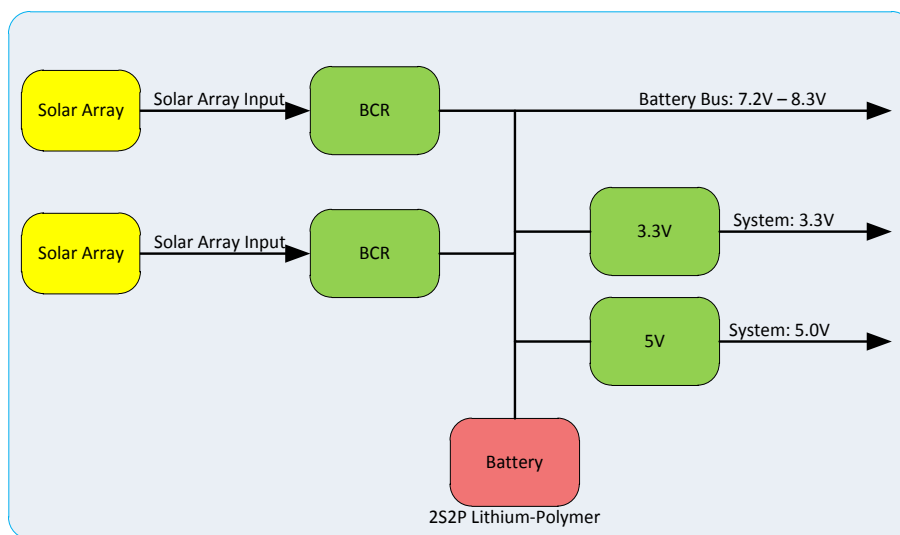 Solar Array
Solar Array Input
BCR
Battery Bus: 7.2V – 8.3V
Solar Array
Solar Array Input
BCR
3.3V
System: 3.3V
5V
System: 5.0V
Battery
2S2P Lithium-Polymer